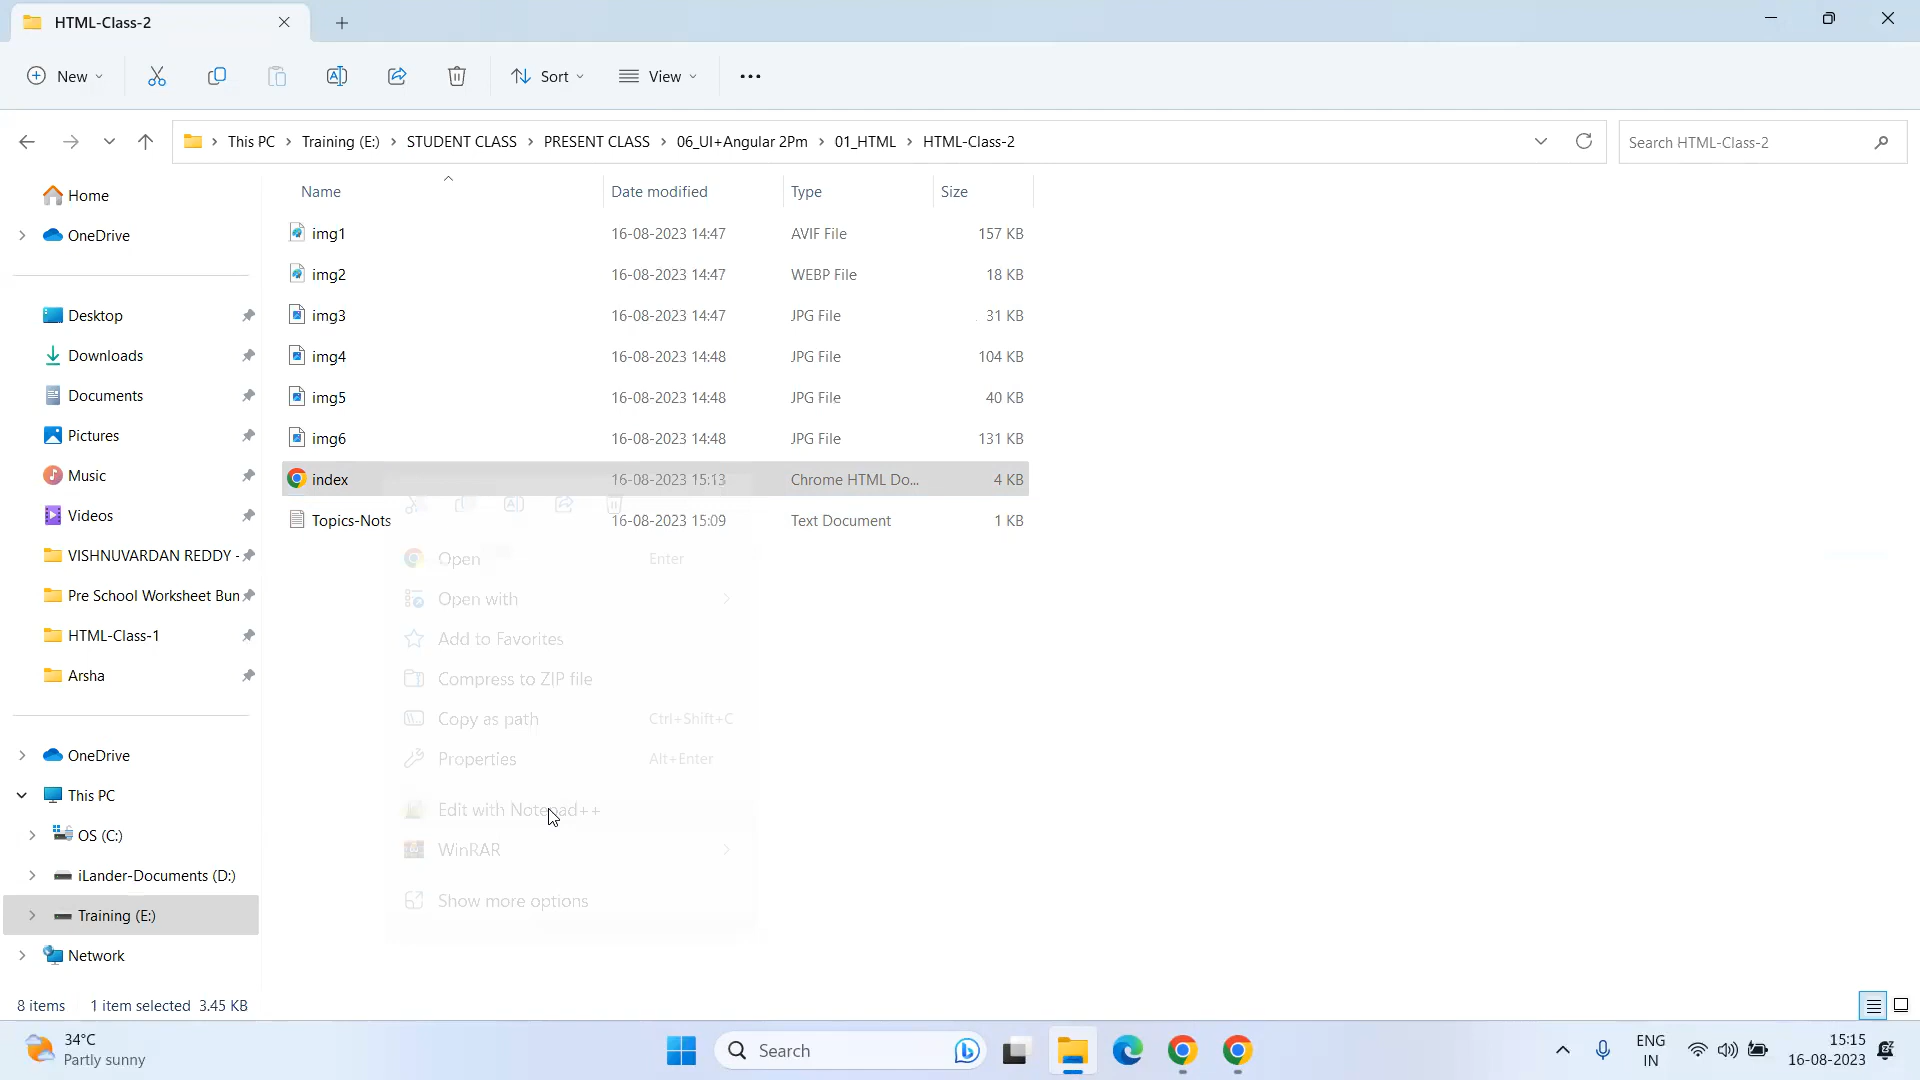 HTML-Class-2
New
Sort
View
This PC
Training (E:)
STUDENT CLASS
PRESENT CLASS
06_UI+Angular 2Pm
01_HTML
HTML-Class-2
Search HTML-Class-2
Home
OneDrive
Desktop
Downloads
Documents
Pictures
Music
Videos
VISHNUVARDAN REDDY -
Pre School Worksheet Bun
HTML-Class-1
Arsha
OneDrive
This PC
OS (C:)
iLander-Documents (D:)
Training (E:)
Network
Name Date modified Type Size
img1 16-08-2023 14:47 AVIF File 157 KB
img2 16-08-2023 14:47 WEBP File 18 KB
img3 16-08-2023 14:47 JPG File 31 KB
img4 16-08-2023 14:48 JPG File 104 KB
img5 16-08-2023 14:48 JPG File 40 KB
img6 16-08-2023 14:48 JPG File 131 KB
index 16-08-2023 15:13 Chrome HTML Do... 4 KB
Topics-Nots 16-08-2023 15:09 Text Document 1 KB
Open Enter
Open with
Add to Favorites
Compress to ZIP file
Copy as path Ctrl+Shift+C
Properties Alt+Enter
Edit with Notepad++
WinRAR
Show more options
8 items 1 item selected 3.45 KB
34°C
Partly sunny
Search
ENG
IN
15:15
16-08-2023